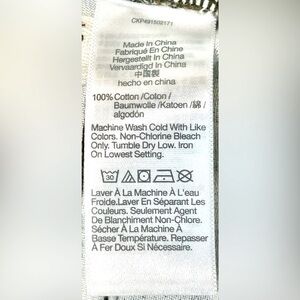 CKP491502171
Made In China
Fabriqué En Chine
Hergestellt In China
Vervaardigd In China
中国製
hecho en china
100% Cotton /Coton /
Baumwolle /Katoen / 綿 /
algodón
Machine Wash Cold With Like
Colors. Non-Chlorine Bleach
Only. Tumble Dry Low. Iron
On Lowest Setting.
30
Laver À La Machine À L'eau
Froide.Laver En Séparant Les
Couleurs. Seulement Agent
De Blanchiment Non-Chlore.
Sécher À La Machine À
Basse Température. Repasser
À Fer Doux Si Nécessaire.